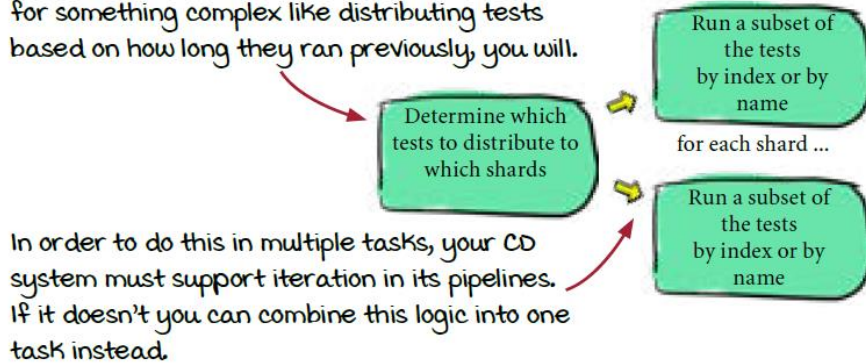 for something complex like distributing tests
based on how long they ran previously, you will.
Run a subset of
the tests
by index or by
name
Determine which
tests to distribute to
which shards
for each shard ...
Run a subset of
the tests
by index or by
name
In order to do this in multiple tasks, your CD
system must support iteration in its pipelines.
If it doesn't you can combine this logic into one
task instead.